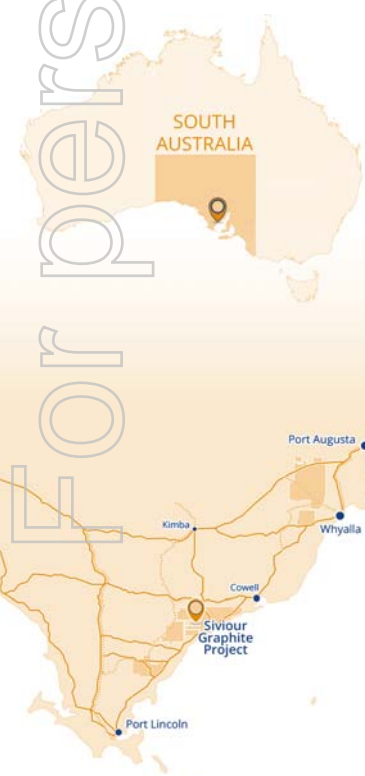 For pers
SOUTH
AUSTRALIA
Port Augusta
Kimba
Whyalla
Cowell
Siviour
Graphite
Project
Port Lincoln